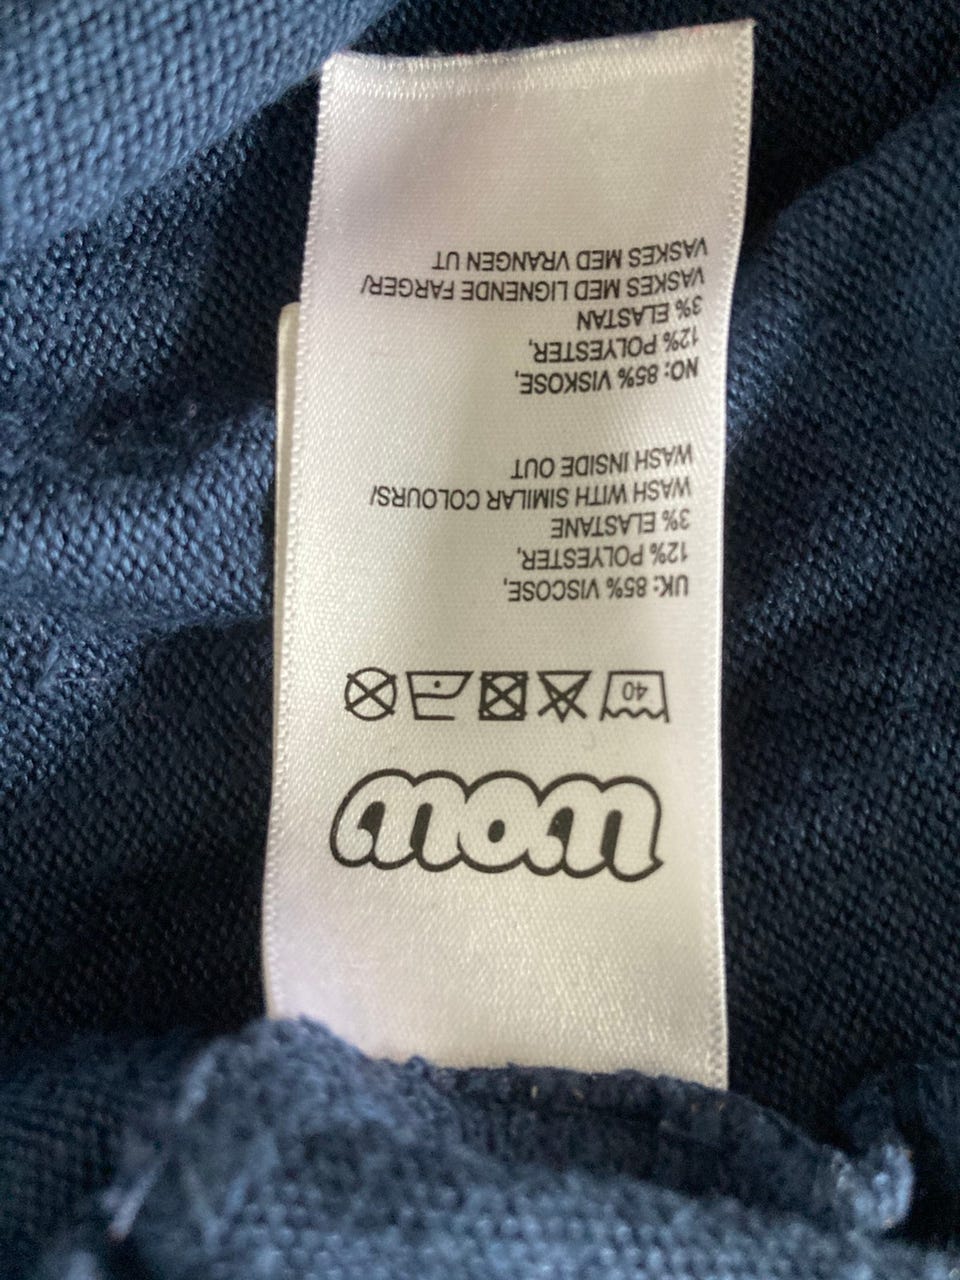 wow
40
UK: 85% VISCOSE,
12% POLYESTER,
3% ELASTANE
WASH WITH SIMILAR COLOURS/
WASH INSIDE OUT
NO: 85% VISKOSE,
12% POLYESTER,
3% ELASTAN
VASKES MED LIGNENDE FARGER/
VASKES MED VRANGEN UT